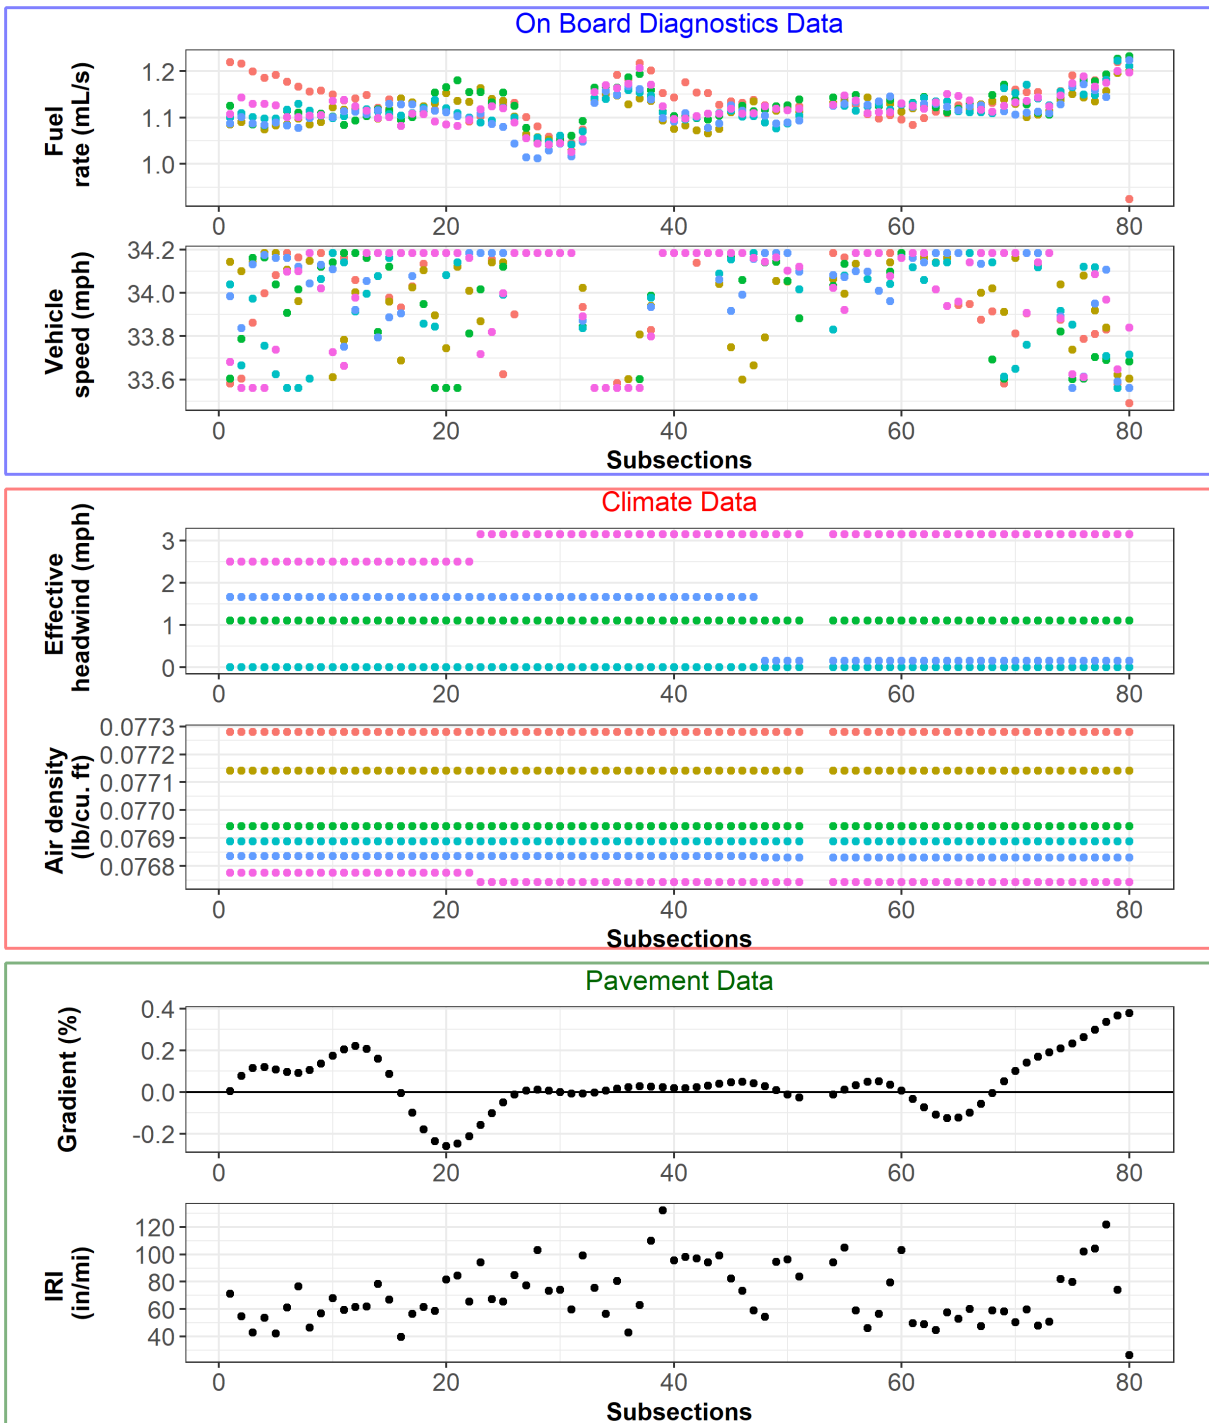 On Board Diagnostics Data
Fuel
rate (mL/s)
1.2
1.1
1.0
0 20 40 60 80
Vehicle
speed (mph)
34.2
34.0
33.8
33.6
0 20 40 60 80
Subsections
Climate Data
Effective
headwind (mph)
3
2
1
0
0 20 40 60 80
Air density
(lb/cu. ft)
0.0773
0.0772
0.0771
0.0770
0.0769
0.0768
0 20 40 60 80
Subsections
Pavement Data
Gradient (%)
0.4
0.2
0.0
-0.2
0 20 40 60 80
IRI
(in/mi)
120
100
80
60
40
0 20 40 60 80
Subsections